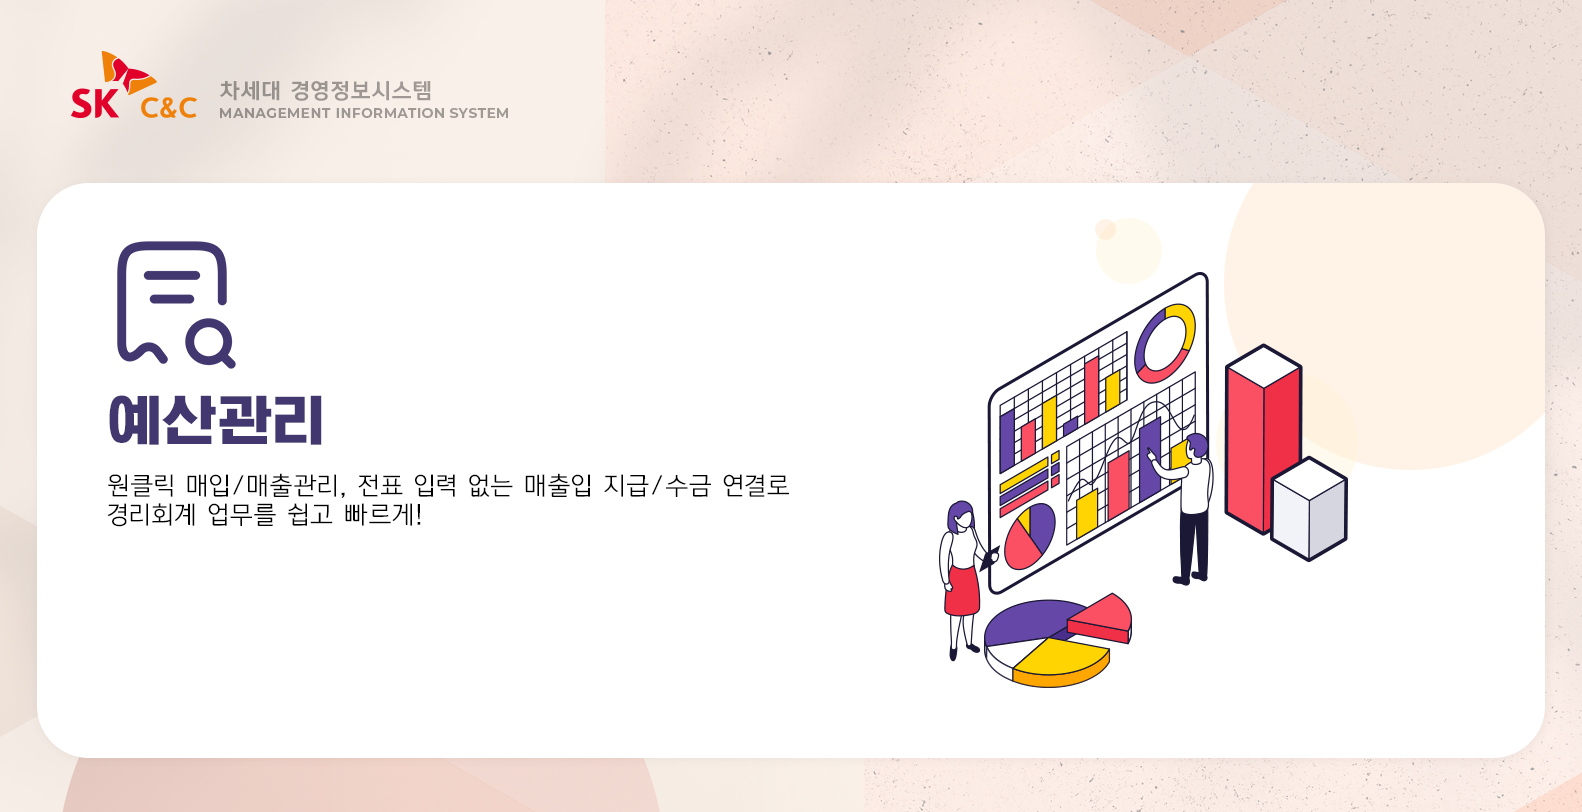 SK C&C
차세대 경영정보시스템
MANAGEMENT INFORMATION SYSTEM
예산관리
원클릭 매입/매출관리, 전표 입력 없는 매출입 지급/수금 연결로
경리회계 업무를 쉽고 빠르게!